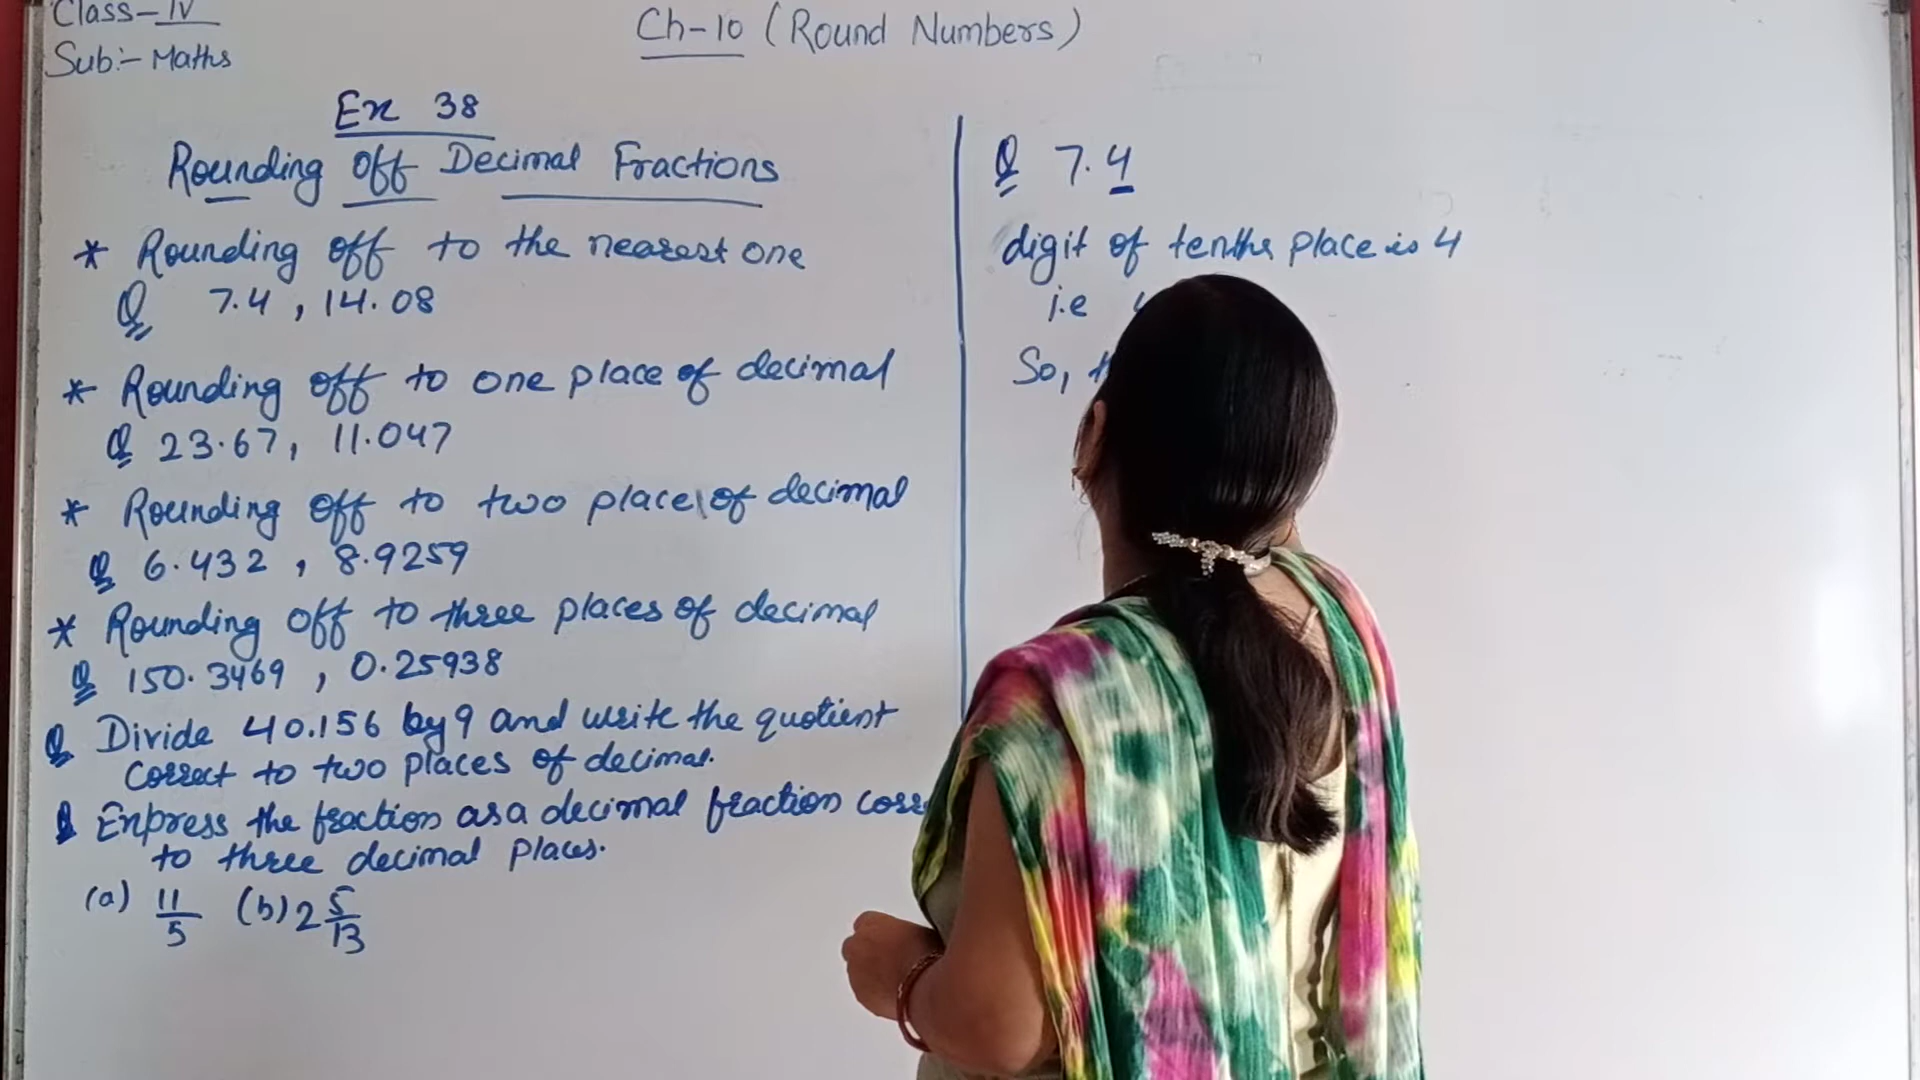 Class- IV
Sub:- Maths
Ch-10 (Round Numbers)
Ex 38
Rounding off Decimal Fractions
* Rounding off to the nearest one
Q 7.4, 14.08
* Rounding off to one place of decimal
Q 23.67, 11.047
* Rounding off to two place of decimal
Q 6.432, 8.9259
* Rounding off to three places of decimal
Q 150.3469, 0.25938
Q Divide 40.156 by 9 and write the quotient
correct to two places of decimal.
Q Express the fraction as a decimal fraction
to three decimal places.
(a) 11/5 (b) 2 5/13
Q 7.4
digit of tenths place is 4
i.e
So,